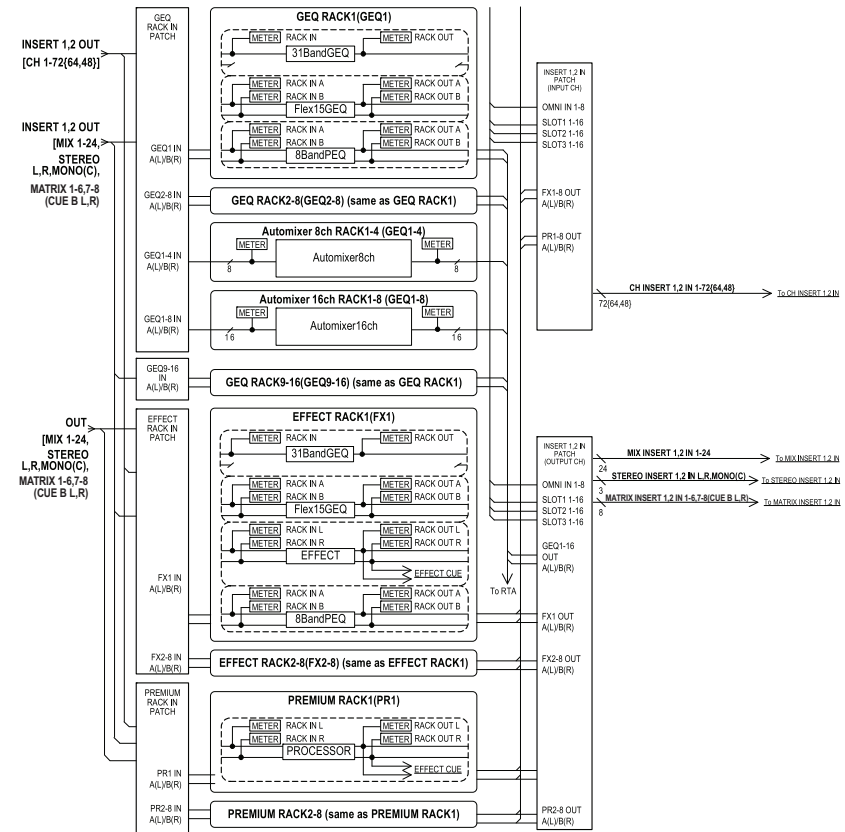 INSERT 1,2 OUT
[CH 1-72{64,48}]
INSERT 1,2 OUT
[MIX 1-24,
STEREO
L,R,MONO(C),
MATRIX 1-6,7-8
(CUE B L,R)
OUT
[MIX 1-24,
STEREO
L,R,MONO(C),
MATRIX 1-6,7-8
(CUE B L,R)
GEQ
RACK IN
PATCH
GEQ1 IN
A(L)/B(R)
GEQ2-8 IN
A(L)/B(R)
GEQ1-4 IN
A(L)/B(R)
GEQ1-8 IN
A(L)/B(R)
GEQ9-16
IN
A(L)/B(R)
EFFECT
RACK IN
PATCH
FX1 IN
A(L)/B(R)
FX2-8 IN
A(L)/B(R)
PREMIUM
RACK IN
PATCH
PR1 IN
A(L)/B(R)
PR2-8 IN
A(L)/B(R)
GEQ RACK1(GEQ1)
METER RACK IN METER RACK OUT
31BandGEQ
METER RACK IN A METER RACK OUT A
METER RACK IN B METER RACK OUT B
Flex15GEQ
METER RACK IN A METER RACK OUT A
METER RACK IN B METER RACK OUT B
8BandPEQ
GEQ RACK2-8(GEQ2-8) (same as GEQ RACK1)
Automixer 8ch RACK1-4 (GEQ1-4)
METER METER
Automixer8ch
8 8
Automixer 16ch RACK1-8 (GEQ1-8)
METER METER
Automixer16ch
16 16
GEQ RACK9-16(GEQ9-16) (same as GEQ RACK1)
EFFECT RACK1(FX1)
METER RACK IN METER RACK OUT
31BandGEQ
METER RACK IN A METER RACK OUT A
METER RACK IN B METER RACK OUT B
Flex15GEQ
METER RACK IN L METER RACK OUT L
METER RACK IN R METER RACK OUT R
EFFECT
EFFECT CUE
METER RACK IN A METER RACK OUT A
METER RACK IN B METER RACK OUT B
8BandPEQ
EFFECT RACK2-8(FX2-8) (same as EFFECT RACK1)
PREMIUM RACK1(PR1)
METER RACK IN L METER RACK OUT L
METER RACK IN R METER RACK OUT R
PROCESSOR
EFFECT CUE
PREMIUM RACK2-8 (same as PREMIUM RACK1)
To RTA
INSERT 1,2 IN
PATCH
(INPUT CH)
OMNI IN 1-8
SLOT1 1-16
SLOT2 1-16
SLOT3 1-16
FX1-8 OUT
A(L)/B(R)
PR1-8 OUT
A(L)/B(R)
CH INSERT 1,2 IN 1-72{64,48} To CH INSERT 1,2 IN
72{64,48}
INSERT 1,2 IN
PATCH
(OUTPUT CH)
OMNI IN 1-8
SLOT1 1-16
SLOT2 1-16
SLOT3 1-16
GEQ1-16
OUT
A(L)/B(R)
FX1 OUT
A(L)/B(R)
FX2-8 OUT
A(L)/B(R)
PR2-8 OUT
A(L)/B(R)
MIX INSERT 1,2 IN 1-24 To MIX INSERT 1,2 IN
24
STEREO INSERT 1,2 IN L,R,MONO(C) To STEREO INSERT 1,2 IN
3
MATRIX INSERT 1,2 IN 1-6,7-8(CUE B L,R) To MATRIX INSERT 1,2 IN
8